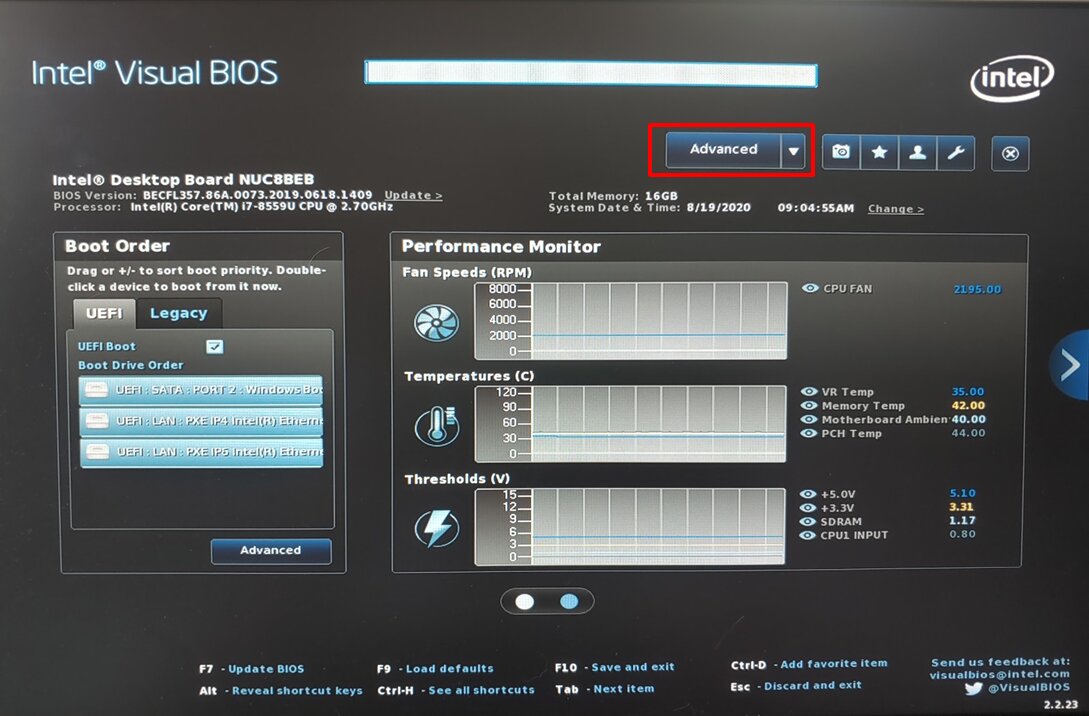 Intel® Visual BIOS
intel
Advanced
Intel® Desktop Board NUC8BEB
BIOS Version: BECFL357.86A.0073.2019.0618.1409 Update >
Processor: Intel(R) Core(TM) i7-8559U CPU @ 2.70GHz
Total Memory: 16GB
System Date & Time: 8/19/2020 09:04:55AM Change >
Boot Order
Drag or +/- to sort boot priority. Double-
click a device to boot from it now.
UEFI Legacy
UEFI Boot
Boot Drive Order
UEFI : SATA : PORT 2 : Windows Bo
UEFI : LAN : PXE IP4 Intel(R) Ethern
UEFI : LAN : PXE IP6 Intel(R) Ethern
Advanced
Performance Monitor
Fan Speeds (RPM)
8000
6000
4000
2000
0
CPU FAN 2195.00
Temperatures (C)
120
90
60
30
0
VR Temp 35.00
Memory Temp 42.00
Motherboard Ambien 40.00
PCH Temp 44.00
Thresholds (V)
15
12
9
6
3
0
+5.0V 5.10
+3.3V 3.31
SDRAM 1.17
CPU1 INPUT 0.80
F7 - Update BIOS
F9 - Load defaults
F10 - Save and exit
Ctrl-D - Add favorite item
Alt - Reveal shortcut keys
Ctrl-H - See all shortcuts
Tab - Next item
Esc - Discard and exit
Send us feedback at:
visualbios@intel.com
@VisualBIOS
2.2.23